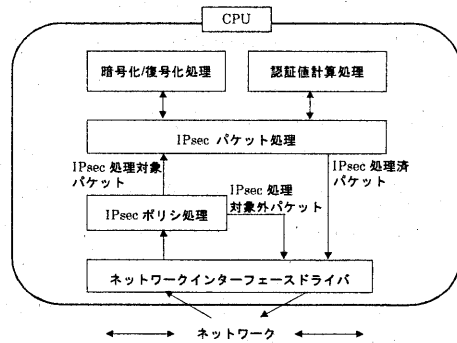 CPU
暗号化/復号化処理
認証値計算処理
IPsec パケット処理
IPsec 処理対象
パケット
IPsec 処理
対象外パケット
IPsec 処理済
パケット
IPsec ポリシ処理
ネットワークインターフェースドライバ
ネットワーク